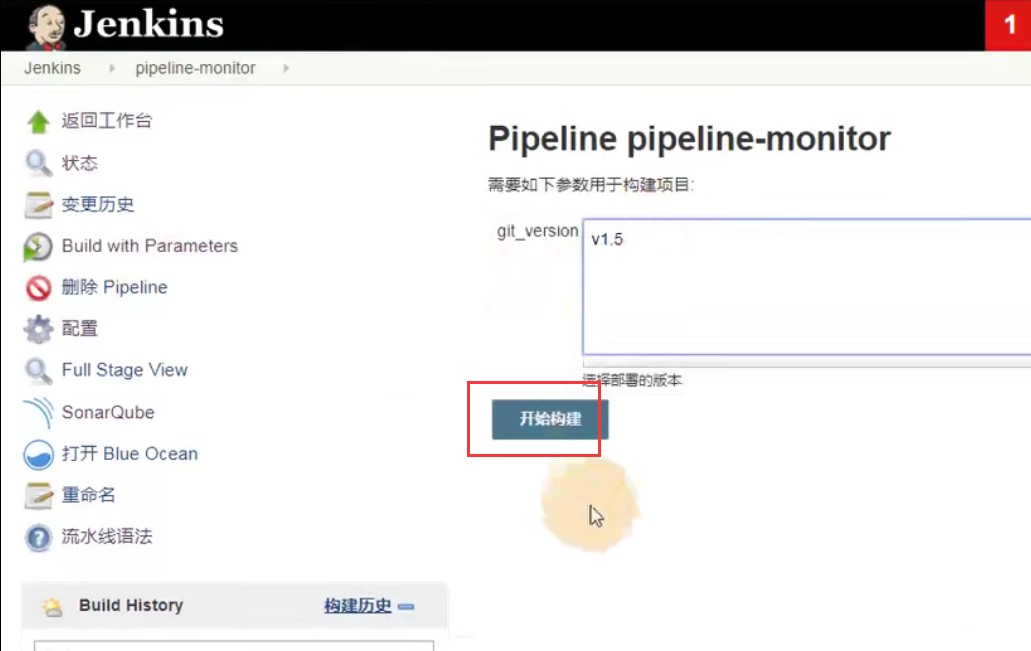 Jenkins
1
Jenkins
pipeline-monitor
返回工作台
状态
变更历史
Build with Parameters
删除 Pipeline
配置
Full Stage View
SonarQube
打开 Blue Ocean
重命名
流水线语法
Build History
构建历史
Pipeline pipeline-monitor
需要如下参数用于构建项目:
git_version
v1.5
选择部署的版本
开始构建